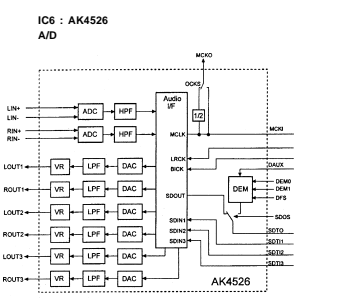 IC6 : AK4526
A/D
MCKO
OCKS
Audio
I/F
LIN+
LIN-
ADC
HPF
1/2
RIN+
RIN-
ADC
HPF
MCLK
MCKI
LRCK
BICK
DAUX
LOUT1
VR
LPF
DAC
DEM
DEM0
DEM1
DFS
ROUT1
VR
LPF
DAC
SDOUT
LOUT2
VR
LPF
DAC
SDOS
SDIN1
SDTO
ROUT2
VR
LPF
DAC
SDIN2
SDTI1
SDIN3
SDTI2
LOUT3
VR
LPF
DAC
SDTI3
ROUT3
VR
LPF
DAC
AK4526